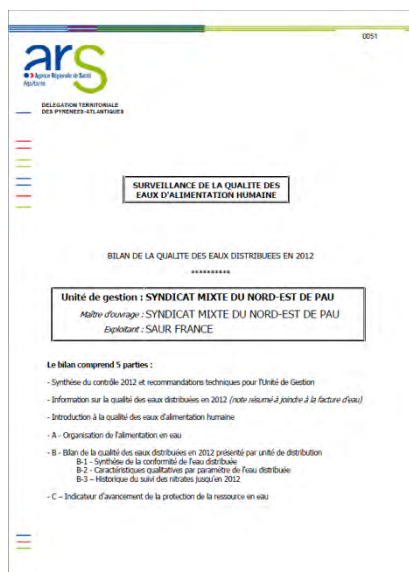 0051
ars
Agence Régionale de Santé
Aquitaine
DELEGATION TERRITORIALE
DES PYRENEES-ATLANTIQUES
SURVEILLANCE DE LA QUALITE DES
EAUX D'ALIMENTATION HUMAINE
BILAN DE LA QUALITE DES EAUX DISTRIBUEES EN 2012
**********
Unité de gestion : SYNDICAT MIXTE DU NORD-EST DE PAU
Maître d'ouvrage : SYNDICAT MIXTE DU NORD-EST DE PAU
Exploitant : SAUR FRANCE
Le bilan comprend 5 parties :
- Synthèse du contrôle 2012 et recommandations techniques pour l'Unité de Gestion
- Information sur la qualité des eaux distribuées en 2012 (note résumé à joindre à la facture d'eau)
- Introduction à la qualité des eaux d'alimentation humaine
- A - Organisation de l'alimentation en eau
- B - Bilan de la qualité des eaux distribuées en 2012 présenté par unité de distribution
B-1 - Synthèse de la conformité de l'eau distribuée
B-2 - Caractéristiques qualitatives par paramètre de l'eau distribuée
B-3 – Historique du suivi des nitrates jusqu'en 2012
- C – Indicateur d'avancement de la protection de la ressource en eau